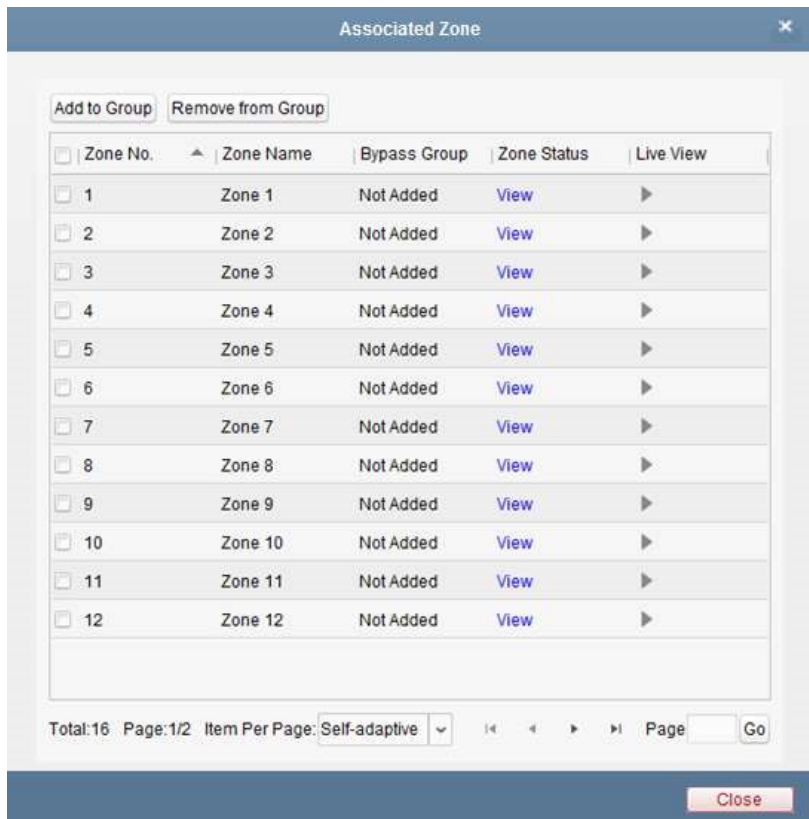 Associated Zone
Add to Group Remove from Group
Zone No. Zone Name Bypass Group Zone Status Live View
1 Zone 1 Not Added View
2 Zone 2 Not Added View
3 Zone 3 Not Added View
4 Zone 4 Not Added View
5 Zone 5 Not Added View
6 Zone 6 Not Added View
7 Zone 7 Not Added View
8 Zone 8 Not Added View
9 Zone 9 Not Added View
10 Zone 10 Not Added View
11 Zone 11 Not Added View
12 Zone 12 Not Added View
Total:16 Page:1/2 Item Per Page: Self-adaptive Page Go
Close